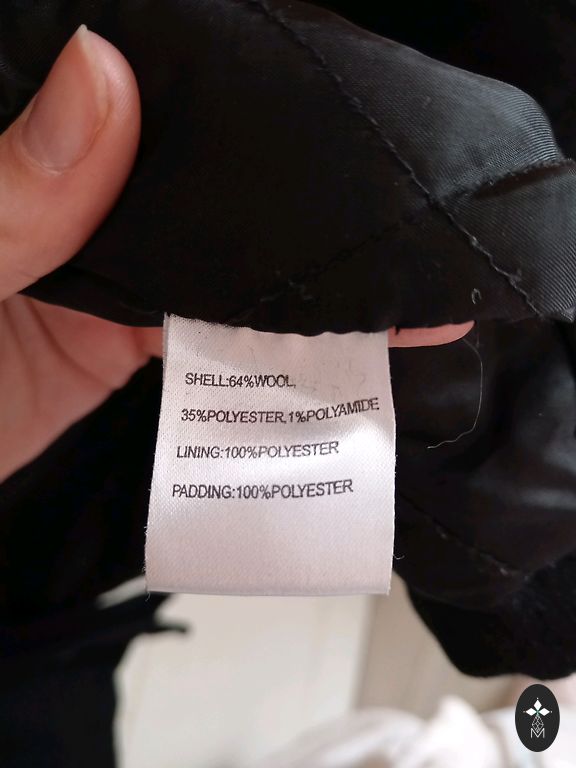 SHELL:64%WOOL,
35%POLYESTER,1%POLYAMIDE
LINING:100%POLYESTER
PADDING:100%POLYESTER